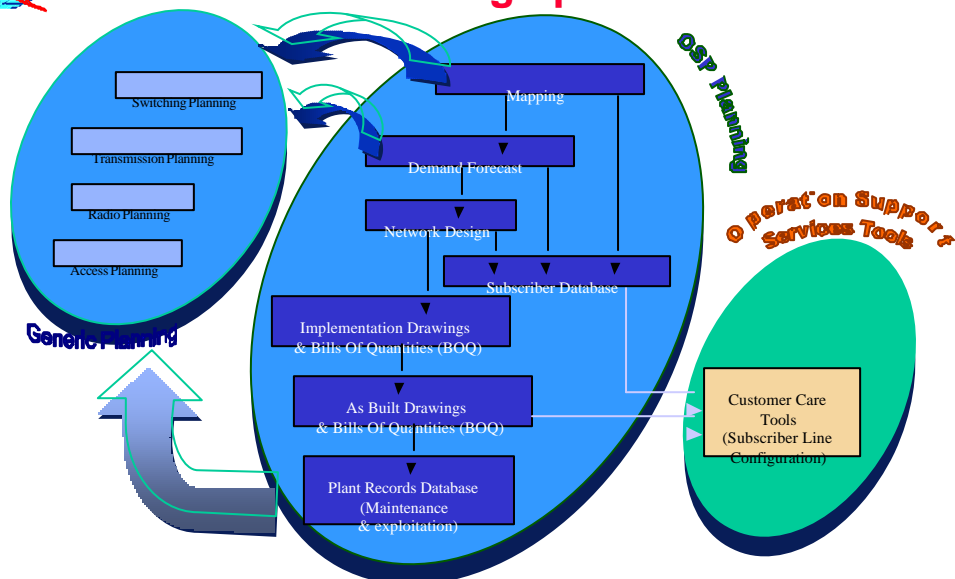 Switching Planning
Transmission Planning
Radio Planning
Access Planning
Generic Planning
Mapping
Demand Forecast
Network Design
Subscriber Database
Implementation Drawings
& Bills Of Quantities (BOQ)
As Built Drawings
& Bills Of Quantities (BOQ)
Plant Records Database
(Maintenance
& exploitation)
OSP Planning
Operation Support
Services Tools
Customer Care
Tools
(Subscriber Line
Configuration)